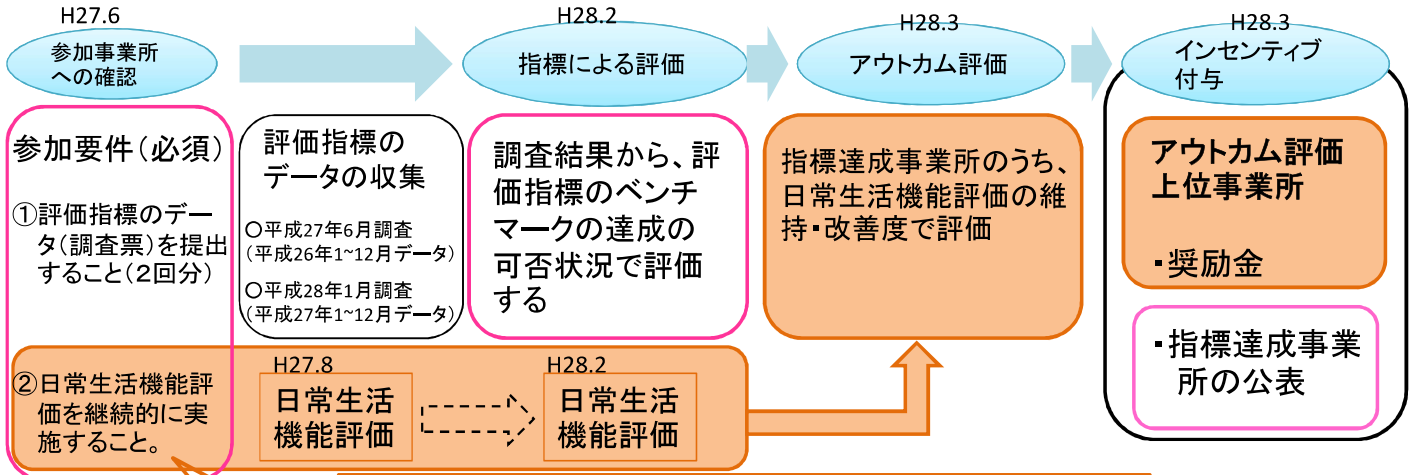 H27.6
参加事業所
への確認
H28.2
指標による評価
H28.3
アウトカム評価
H28.3
インセンティブ
付与
参加要件(必須)
①評価指標のデー
タ(調査票)を提出
すること(2回分)
評価指標の
データの収集
○平成27年6月調査
(平成26年1~12月データ)
○平成28年1月調査
(平成27年1~12月データ)
調査結果から、評
価指標のベンチ
マークの達成の
可否状況で評価
する
指標達成事業所のうち、
日常生活機能評価の維
持・改善度で評価
アウトカム評価
上位事業所
・奨励金
・指標達成事業
所の公表
②日常生活機能評
価を継続的に実
施すること。
H27.8
日常生活
機能評価
H28.2
日常生活
機能評価